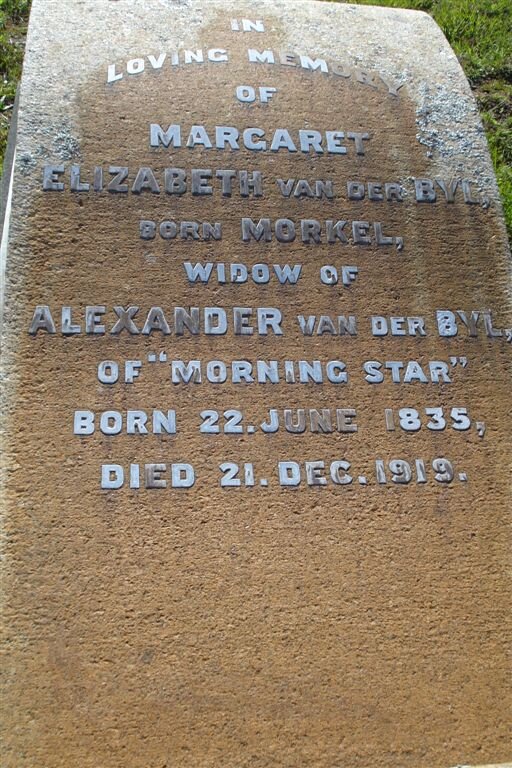 IN
LOVING MEMORY
OF
MARGARET
ELIZABETH VAN DER BYL,
BORN MORKEL,
WIDOW OF
ALEXANDER VAN DER BYL,
OF "MORNING STAR"
BORN 22. JUNE 1835,
DIED 21. DEC. 1919.